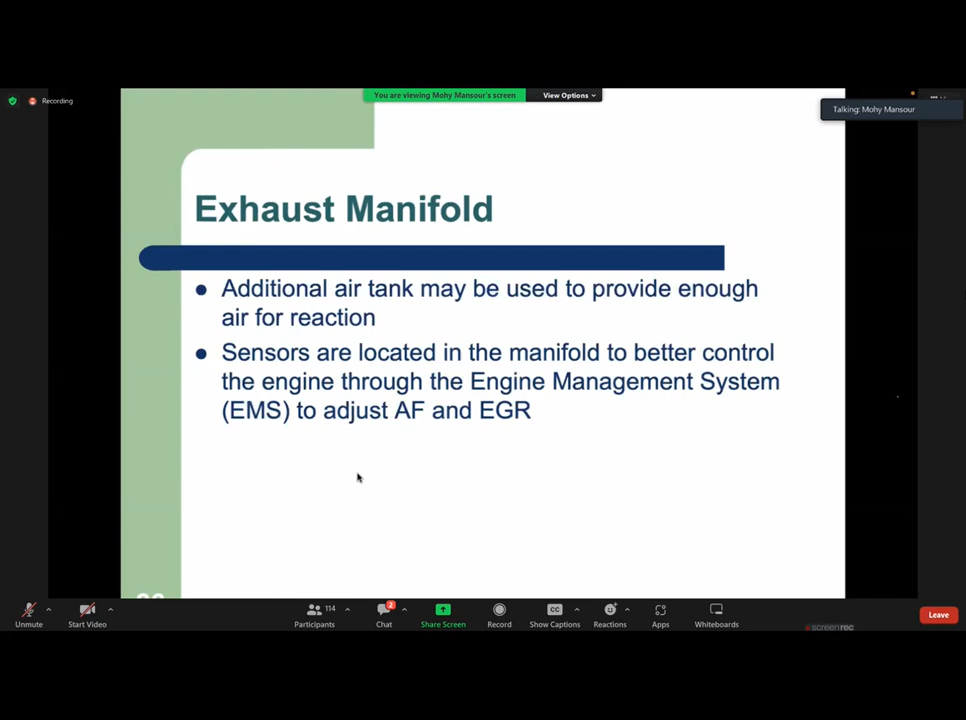 Recording
You are viewing Mohy Mansour's screen
View Options
Talking: Mohy Mansour
Exhaust Manifold
● Additional air tank may be used to provide enough
air for reaction
● Sensors are located in the manifold to better control
the engine through the Engine Management System
(EMS) to adjust AF and EGR
Unmute
Start Video
114
Participants
2
Chat
Share Screen
Record
CC
Show Captions
Reactions
Apps
Whiteboards
Leave
screenrec